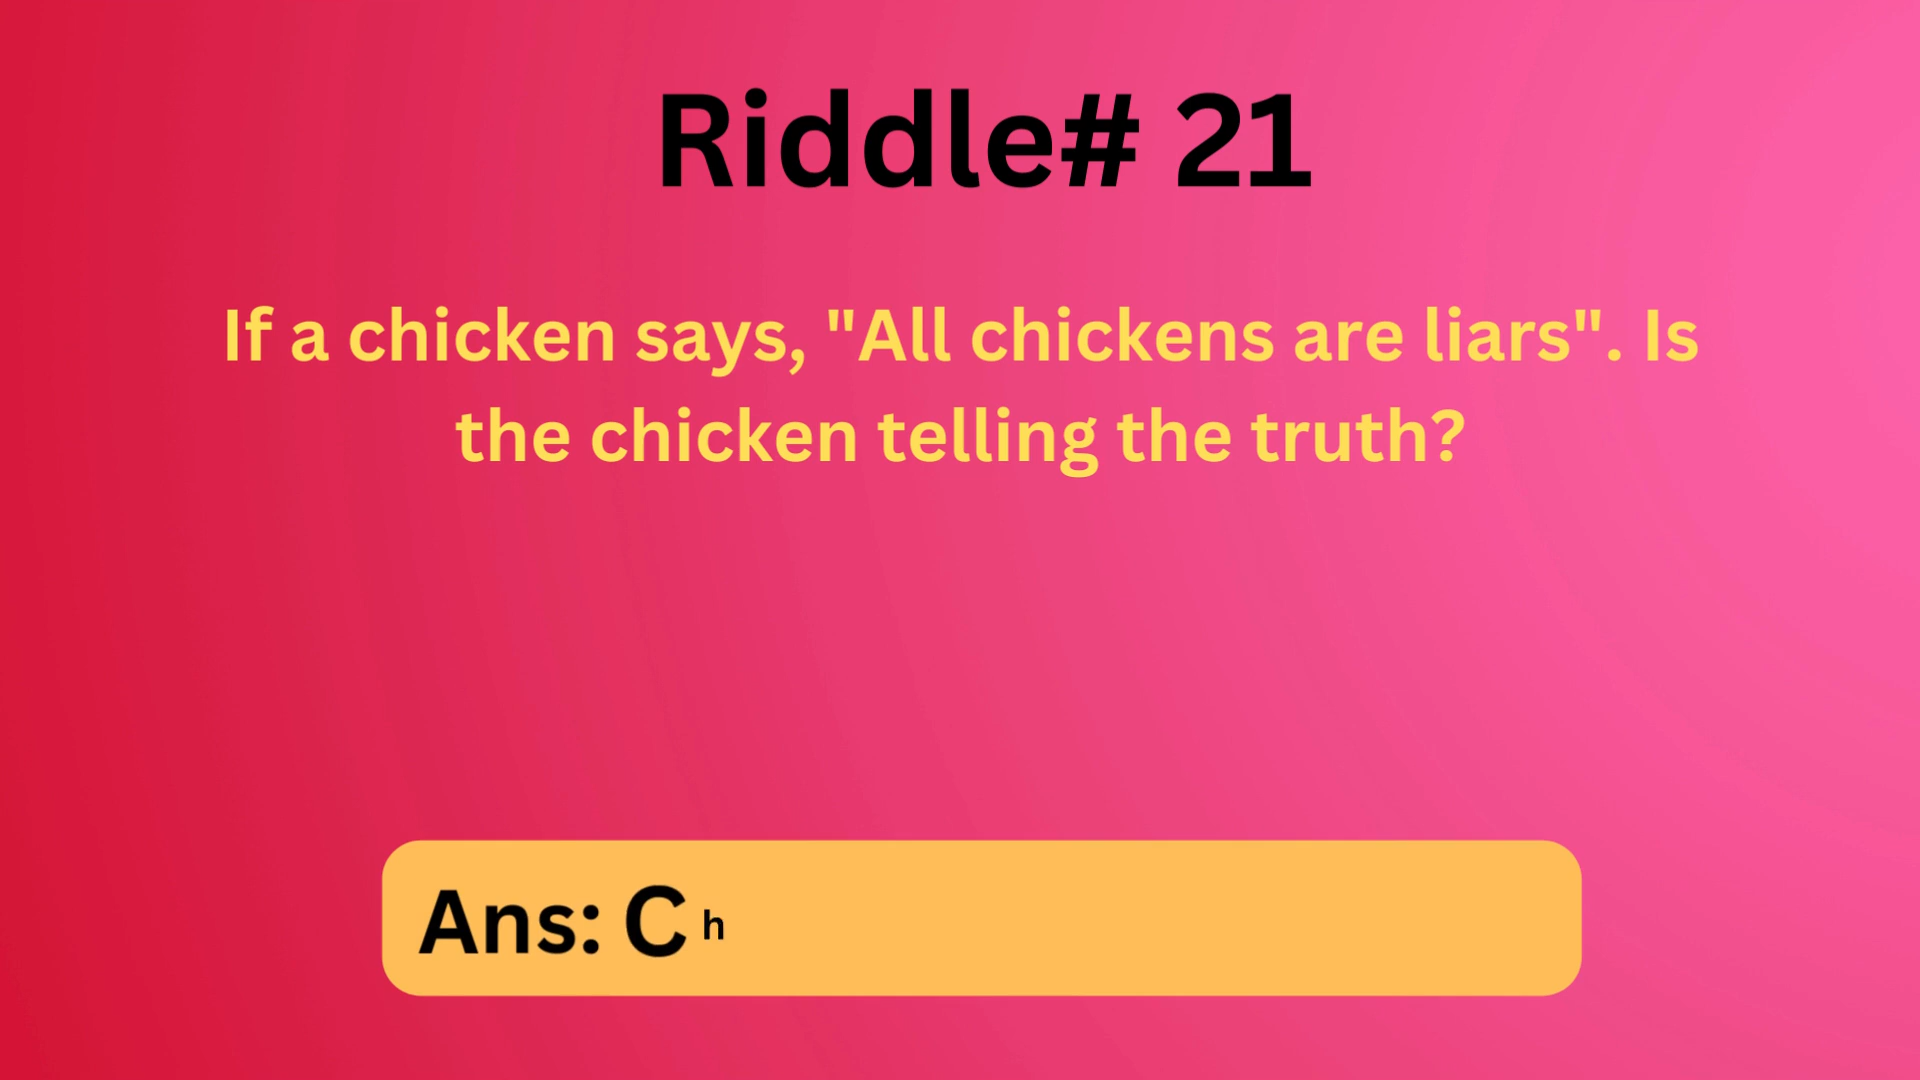 Riddle# 21
If a chicken says, "All chickens are liars". Is
the chicken telling the truth?
Ans: C h